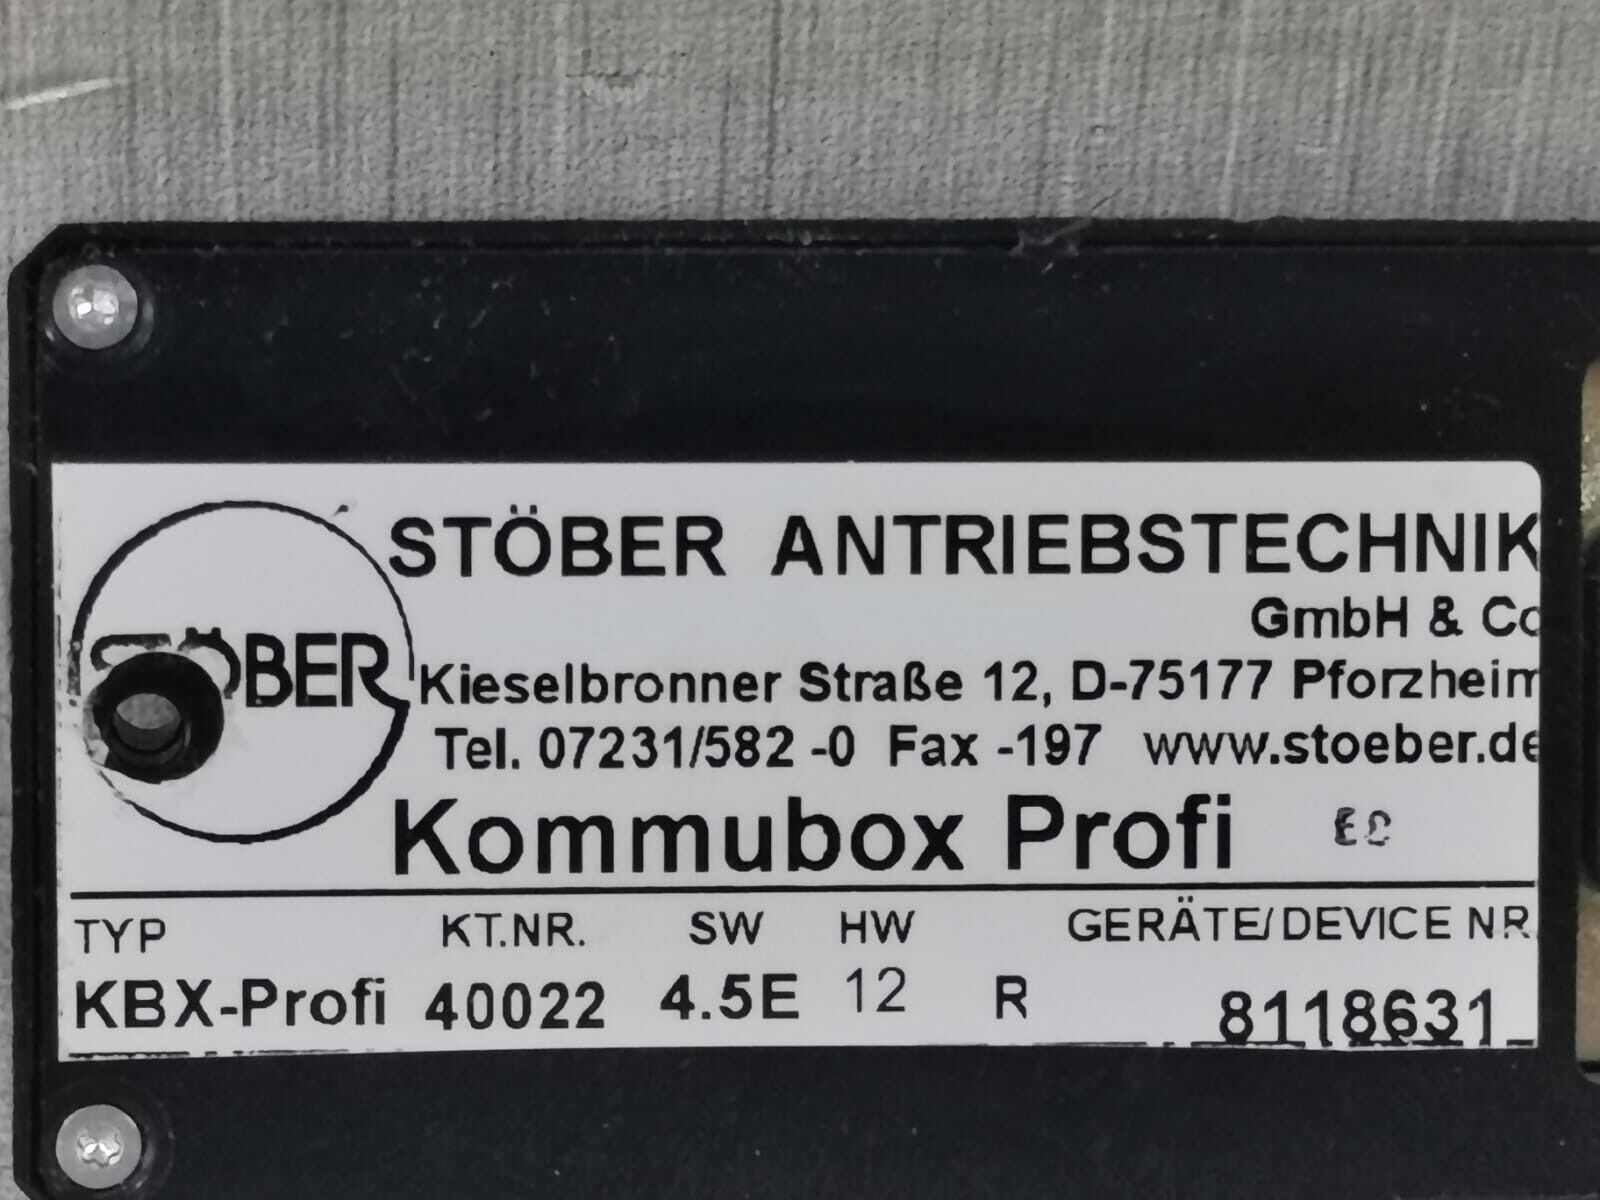 STÖBER ANTRIEBSTECHNIK
GmbH & Co
STÖBER
Kieselbronner Straße 12, D-75177 Pforzheim
Tel. 07231/582 -0 Fax -197 www.stoeber.de
Kommubox Profi
TYP KT.NR. SW HW GERÄTE/DEVICE NR.
KBX-Profi 40022 4.5E 12 R 8118631